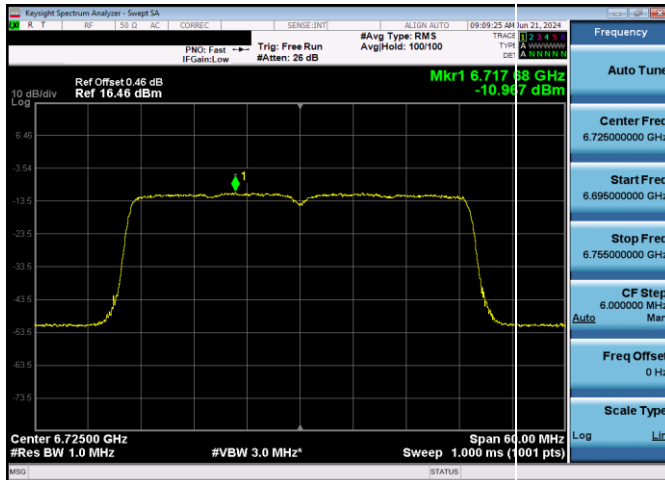 Keysight Spectrum Analyzer - Swept SA
R T RF 50 Ω AC CORREC SENSE:INT ALIGN AUTO 09:09:25 AM Jun 21, 2024
PNO: Fast
IFGain:Low
Trig: Free Run
#Atten: 26 dB
#Avg Type: RMS
Avg|Hold: 100/100
TRACE 1 2 3 4 5 6
TYPE A WWWWW
DET A N N N N N
Mkr1 6.717 68 GHz
-10.967 dBm
Ref Offset 0.46 dB
10 dB/div Ref 16.46 dBm
Log
6.46
-3.54
1
-13.5
-23.5
-33.5
-43.5
-53.5
-63.5
-73.5
Center 6.72500 GHz Span 60.00 MHz
#Res BW 1.0 MHz #VBW 3.0 MHz* Sweep 1.000 ms (1001 pts)
MSG STATUS
Frequency
Auto Tune
Center Freq
6.725000000 GHz
Start Freq
6.695000000 GHz
Stop Freq
6.755000000 GHz
CF Step
6.000000 MHz
Auto Man
Freq Offset
0 Hz
Scale Type
Log Lin